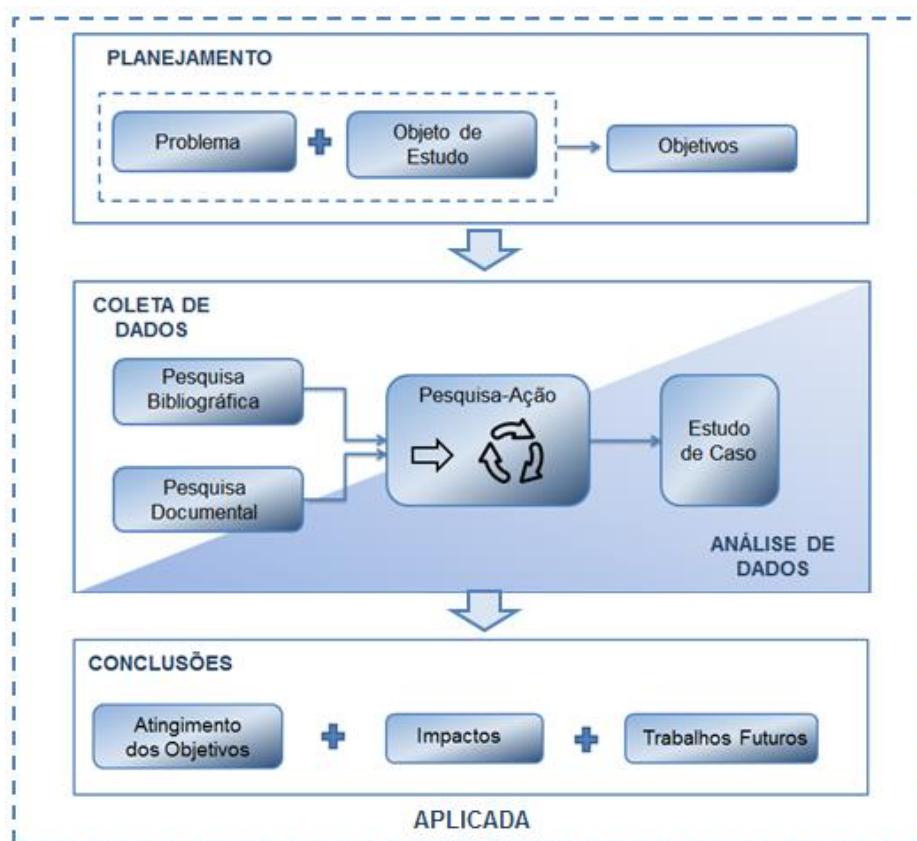 PLANEJAMENTO
Problema
Objeto de
Estudo
Objetivos
COLETA DE
DADOS
Pesquisa
Bibliográfica
Pesquisa
Documental
Pesquisa-Ação
Estudo
de Caso
ANÁLISE DE
DADOS
CONCLUSÕES
Atingimento
dos Objetivos
Impactos
Trabalhos Futuros
APLICADA